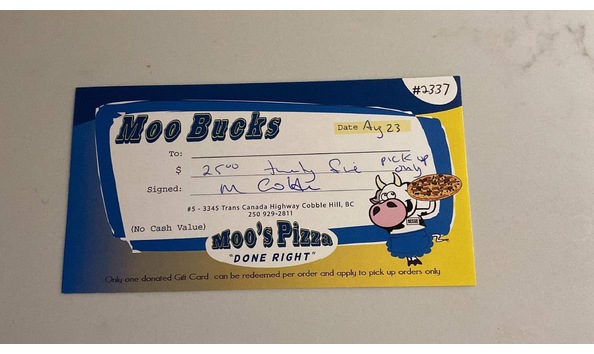 #2337
Moo Bucks
Date Aug 23
To:
$ 25.00 twenty five pick up only
Signed: M
#5 - 3345 Trans Canada Highway Cobble Hill, BC
250 929-2811
(No Cash Value)
Moo's Pizza
"DONE RIGHT"
Only one donated Gift Card can be redeemed per order and apply to pick up orders only